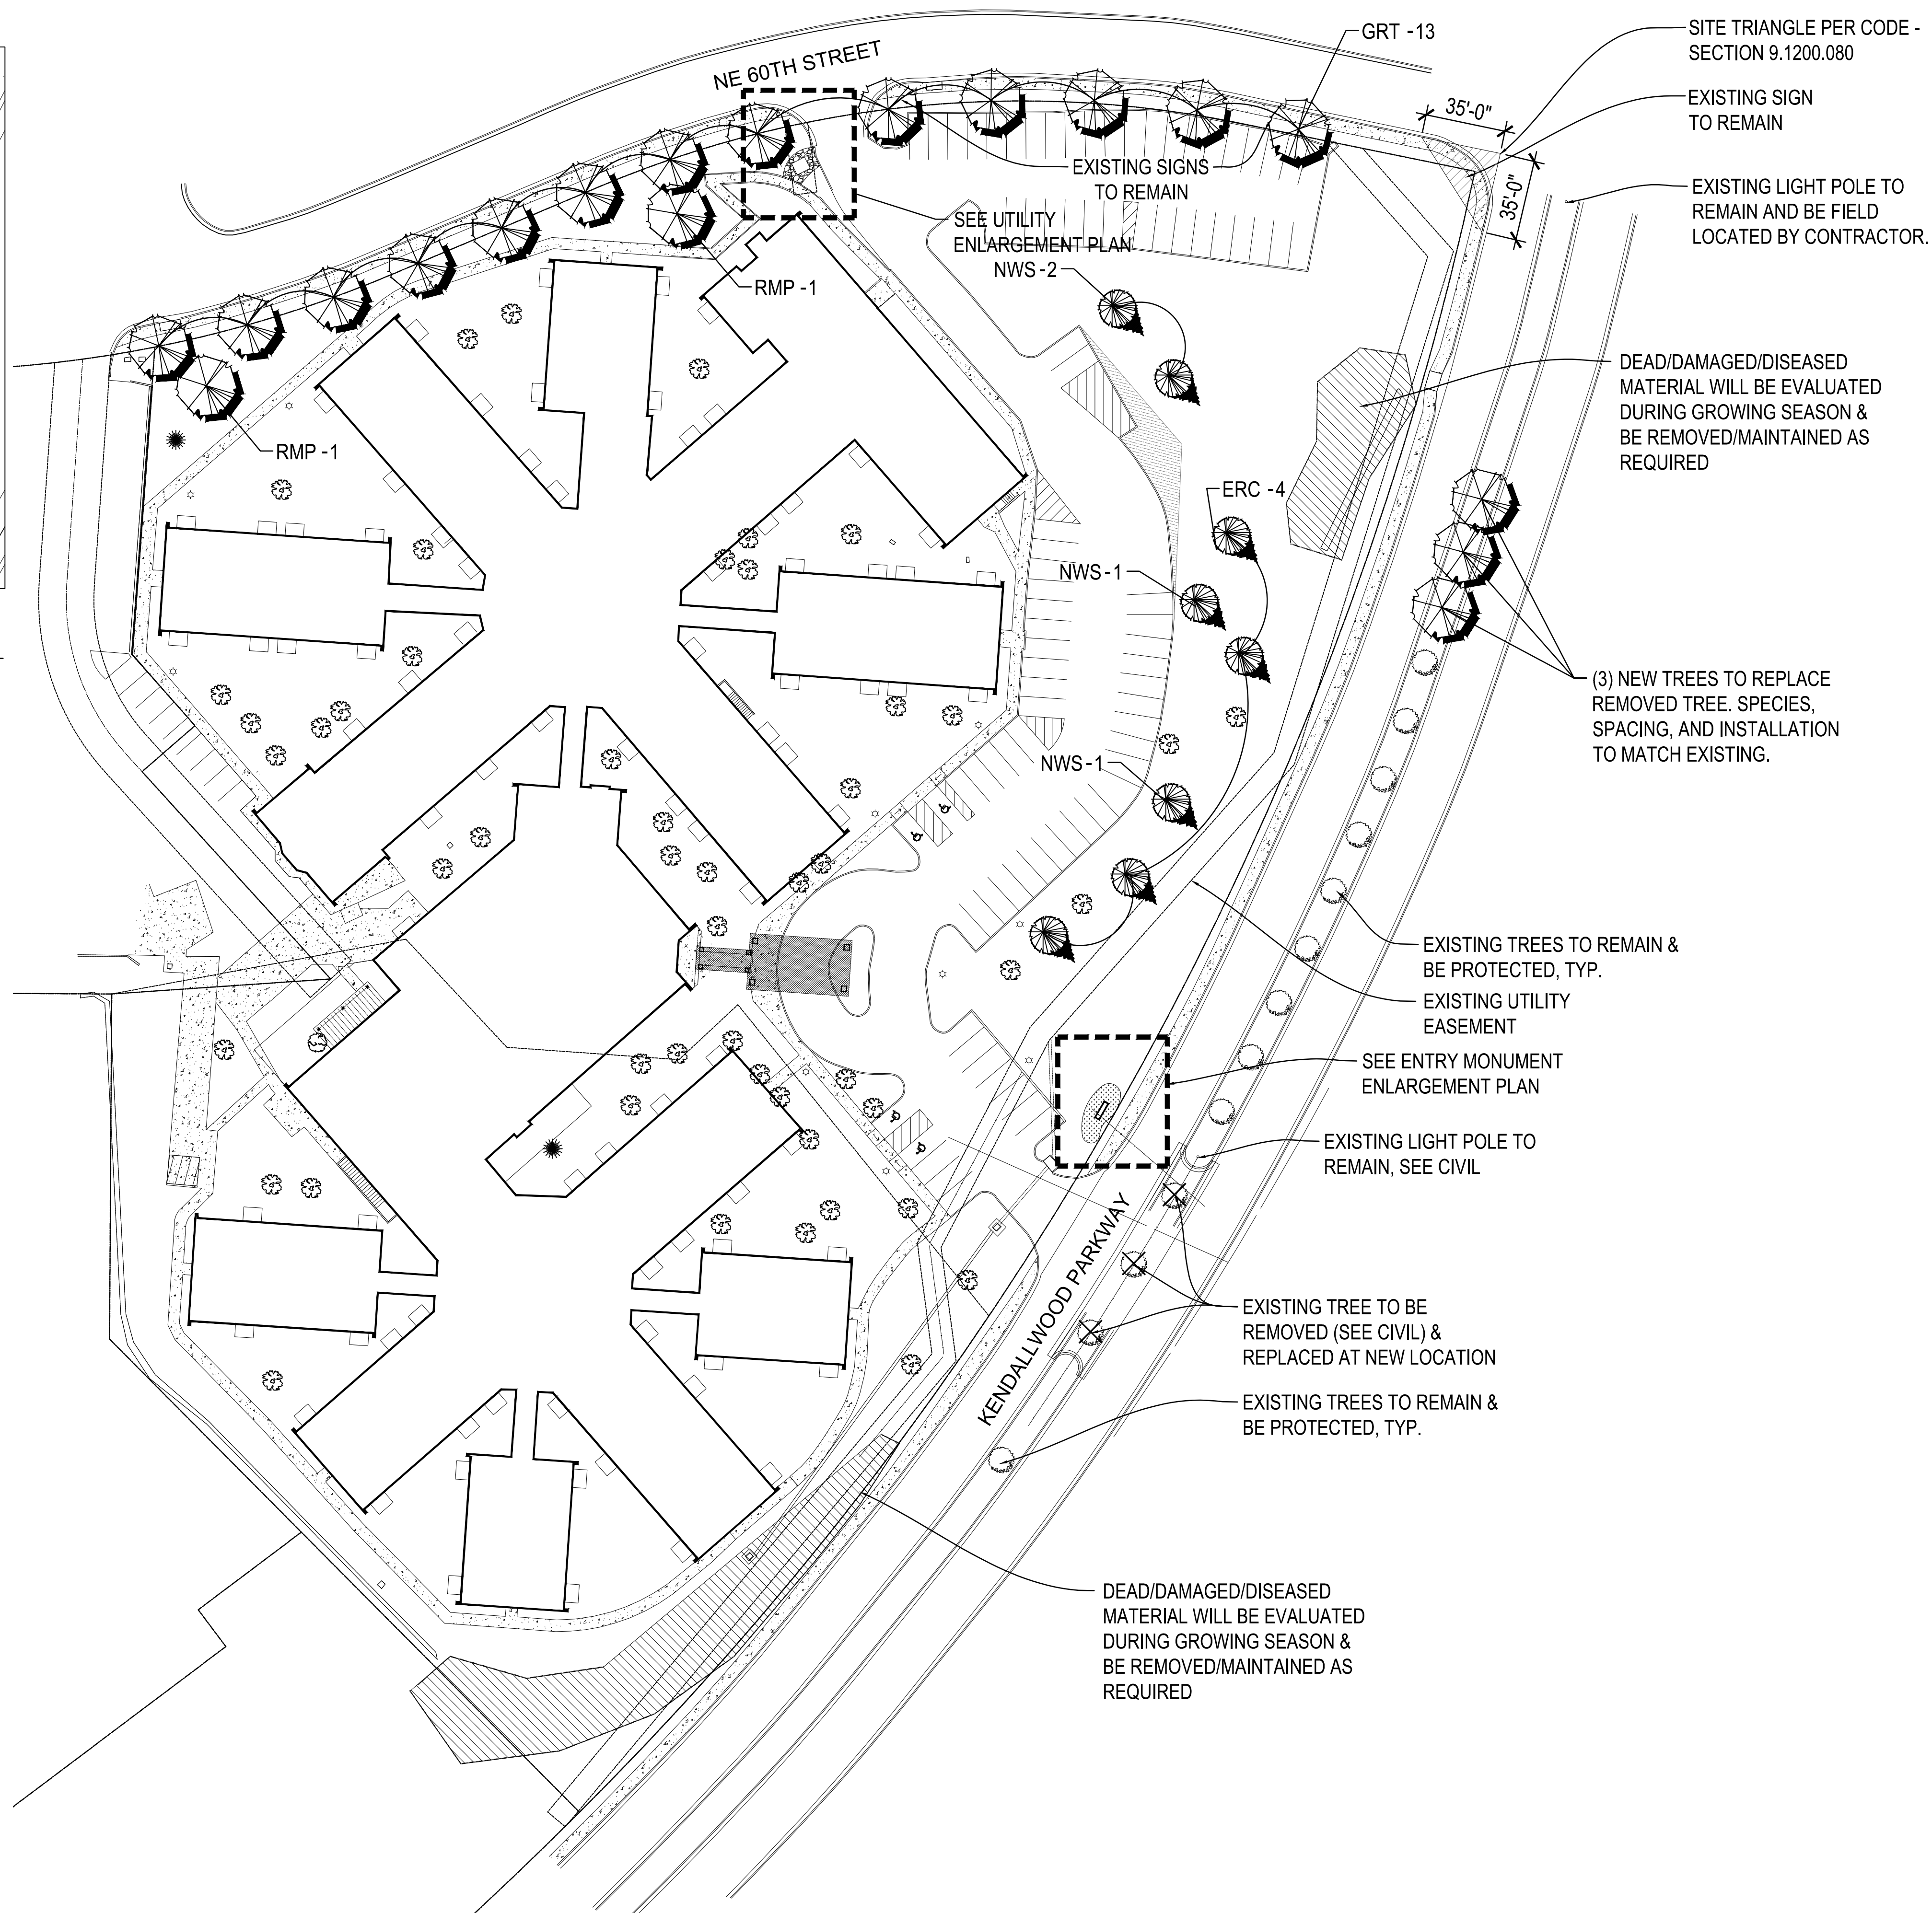 NE 60TH STREET
GRT -13
SITE TRIANGLE PER CODE -
SECTION 9.1200.080
EXISTING SIGN
TO REMAIN
35'-0"
35'-0"
EXISTING SIGNS
TO REMAIN
EXISTING LIGHT POLE TO
REMAIN AND BE FIELD
LOCATED BY CONTRACTOR.
SEE UTILITY
ENLARGEMENT PLAN
NWS -2
RMP -1
RMP -1
DEAD/DAMAGED/DISEASED
MATERIAL WILL BE EVALUATED
DURING GROWING SEASON &
BE REMOVED/MAINTAINED AS
REQUIRED
ERC -4
NWS -1
(3) NEW TREES TO REPLACE
REMOVED TREE. SPECIES,
SPACING, AND INSTALLATION
TO MATCH EXISTING.
NWS -1
EXISTING TREES TO REMAIN &
BE PROTECTED, TYP.
EXISTING UTILITY
EASEMENT
SEE ENTRY MONUMENT
ENLARGEMENT PLAN
EXISTING LIGHT POLE TO
REMAIN, SEE CIVIL
KENDALLWOOD PARKWAY
EXISTING TREE TO BE
REMOVED (SEE CIVIL) &
REPLACED AT NEW LOCATION
EXISTING TREES TO REMAIN &
BE PROTECTED, TYP.
DEAD/DAMAGED/DISEASED
MATERIAL WILL BE EVALUATED
DURING GROWING SEASON &
BE REMOVED/MAINTAINED AS
REQUIRED